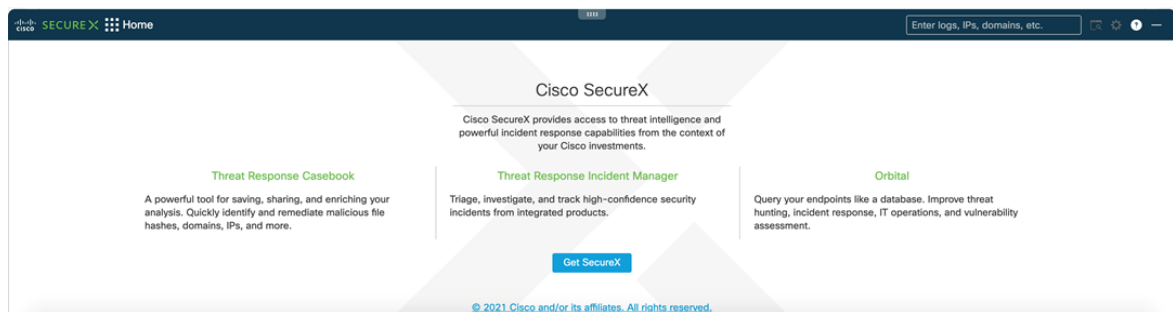 cisco SECUREX Home
Enter logs, IPs, domains, etc.
Cisco SecureX
Cisco SecureX provides access to threat intelligence and
powerful incident response capabilities from the context of
your Cisco investments.
Threat Response Casebook
A powerful tool for saving, sharing, and enriching your
analysis. Quickly identify and remediate malicious file
hashes, domains, IPs, and more.
Threat Response Incident Manager
Triage, investigate, and track high-confidence security
incidents from integrated products.
Orbital
Query your endpoints like a database. Improve threat
hunting, incident response, IT operations, and vulnerability
assessment.
Get SecureX
© 2021 Cisco and/or its affiliates. All rights reserved.